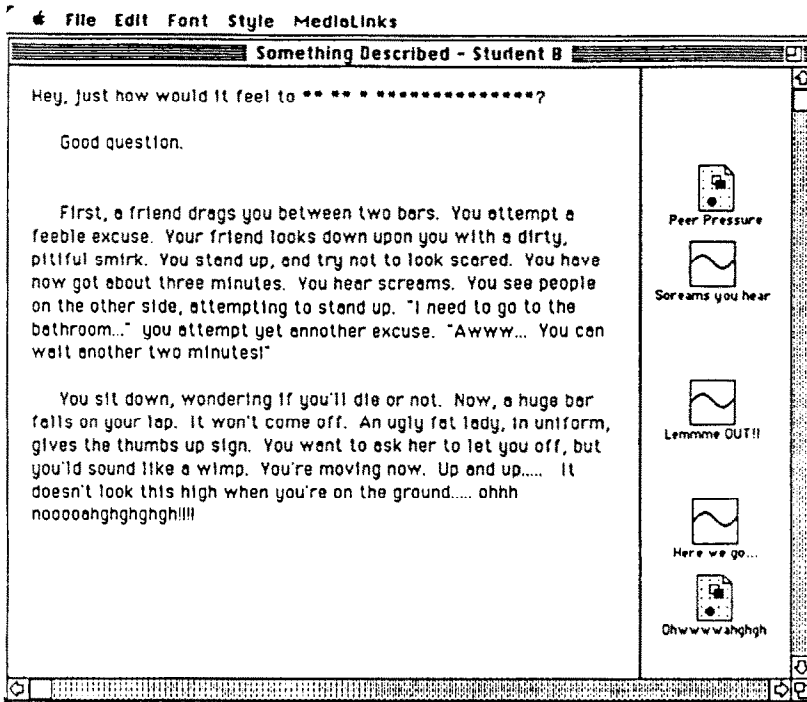 File Edit Font Style MediaLinks
Something Described - Student B
Hey, just how would it feel to ** ** * ***************?
Good question.
First, a friend drags you between two bars. You attempt a
feeble excuse. Your friend looks down upon you with a dirty,
pitiful smirk. You stand up, and try not to look scared. You have
now got about three minutes. You hear screams. You see people
on the other side, attempting to stand up. "I need to go to the
bathroom..." you attempt yet annother excuse. "Awww... You can
wait another two minutes!"
You sit down, wondering if you'll die or not. Now, a huge bar
falls on your lap. It won't come off. An ugly fat lady, in uniform,
gives the thumbs up sign. You want to ask her to let you off, but
you'ld sound like a wimp. You're moving now. Up and up..... It
doesn't look this high when you're on the ground..... ohhh
nooooahghghghgh!!!!
Peer Pressure
Screams you hear
Lemmme OUT!!
Here we go...
Ohwwwwahghgh